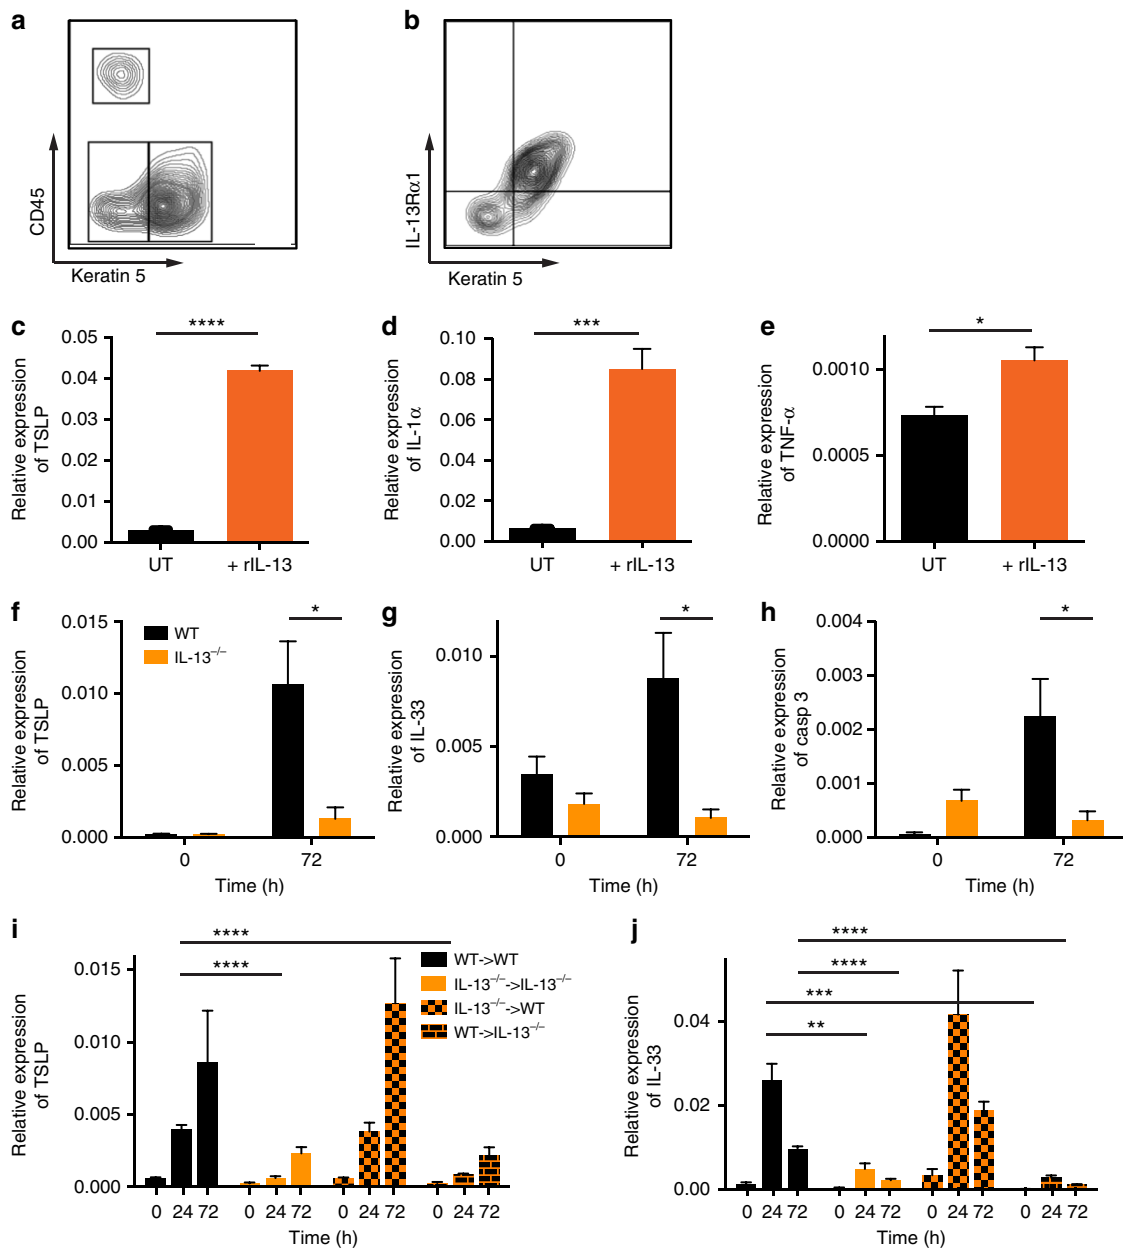 a
CD45
Keratin 5
b
IL-13Rα1
Keratin 5
c
Relative expression
of TSLP
0.05
0.04
0.03
0.02
0.01
0.00
****
UT
+ rIL-13
d
Relative expression
of IL-1α
0.10
0.08
0.06
0.04
0.02
0.00
***
UT
+ rIL-13
e
Relative expression
of TNF-α
0.0010
0.0005
0.0000
*
UT
+ rIL-13
f
Relative expression
of TSLP
0.015
0.010
0.005
0.000
WT
IL-13−/−
*
0
72
Time (h)
g
Relative expression
of IL-33
0.010
0.005
0.000
*
0
72
Time (h)
h
Relative expression
of casp 3
0.004
0.003
0.002
0.001
0.000
*
0
72
Time (h)
i
Relative expression
of TSLP
0.015
0.010
0.005
0.000
****
****
WT->WT
IL-13−/−->IL-13−/−
IL-13−/−->WT
WT->IL-13−/−
0 24 72 0 24 72 0 24 72 0 24 72
Time (h)
j
Relative expression
of IL-33
0.04
0.02
0.00
****
****
***
**
0 24 72 0 24 72 0 24 72 0 24 72
Time (h)